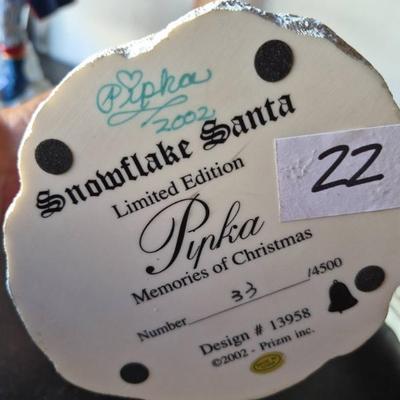 Pipka
2002
Snowflake Santa
Limited Edition
22
Pipka
Memories of Christmas
Number 33 /4500
Design # 13958
©2002 - Prizm inc.